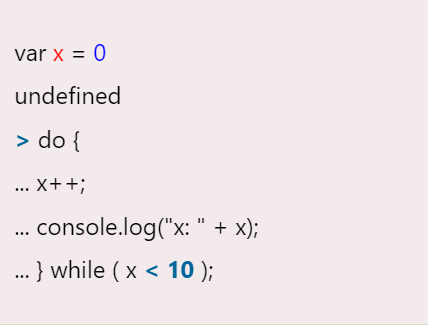 var x = 0
undefined
> do {
... x++;
... console.log("x: " + x);
... } while ( x < 10 );